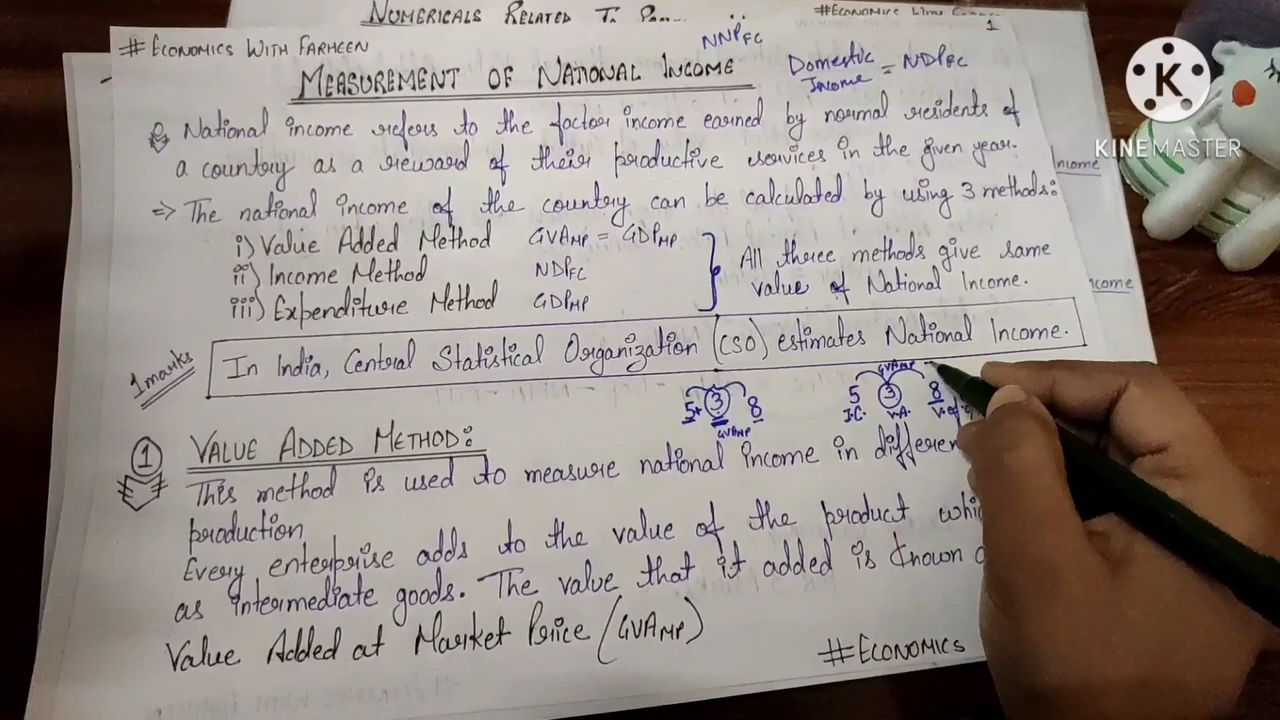 NUMERICALS RELATED TO
#ECONOMICS WITH
1
#ECONOMICS WITH FARHEEN
NNPFC
MEASUREMENT OF NATIONAL INCOME
Domestic Income = NDPFC
National income refers to the factor income earned by normal residents of
a country as a reward of their productive services in the given year.
⇒ The national income of the country can be calculated by using 3 methods:
i) Value Added Method GVAMP = GDPMP
ii) Income Method NDPFC
iii) Expenditure Method GDPMP
All three methods give same
value of National Income.
1 marks
In India, Central Statistical Organization (CSO) estimates National Income.
5+ 3 8
GVAMP
GVAMP
5 3 8
I.C. V.A. V. of
1 VALUE ADDED METHOD:
This method is used to measure national income in
production
Every enterprise adds to the value of the product
as intermediate goods. The value that it added is known
Value Added at Market Price (GVAMP)
#ECONOMICS
Income
KINEMASTER